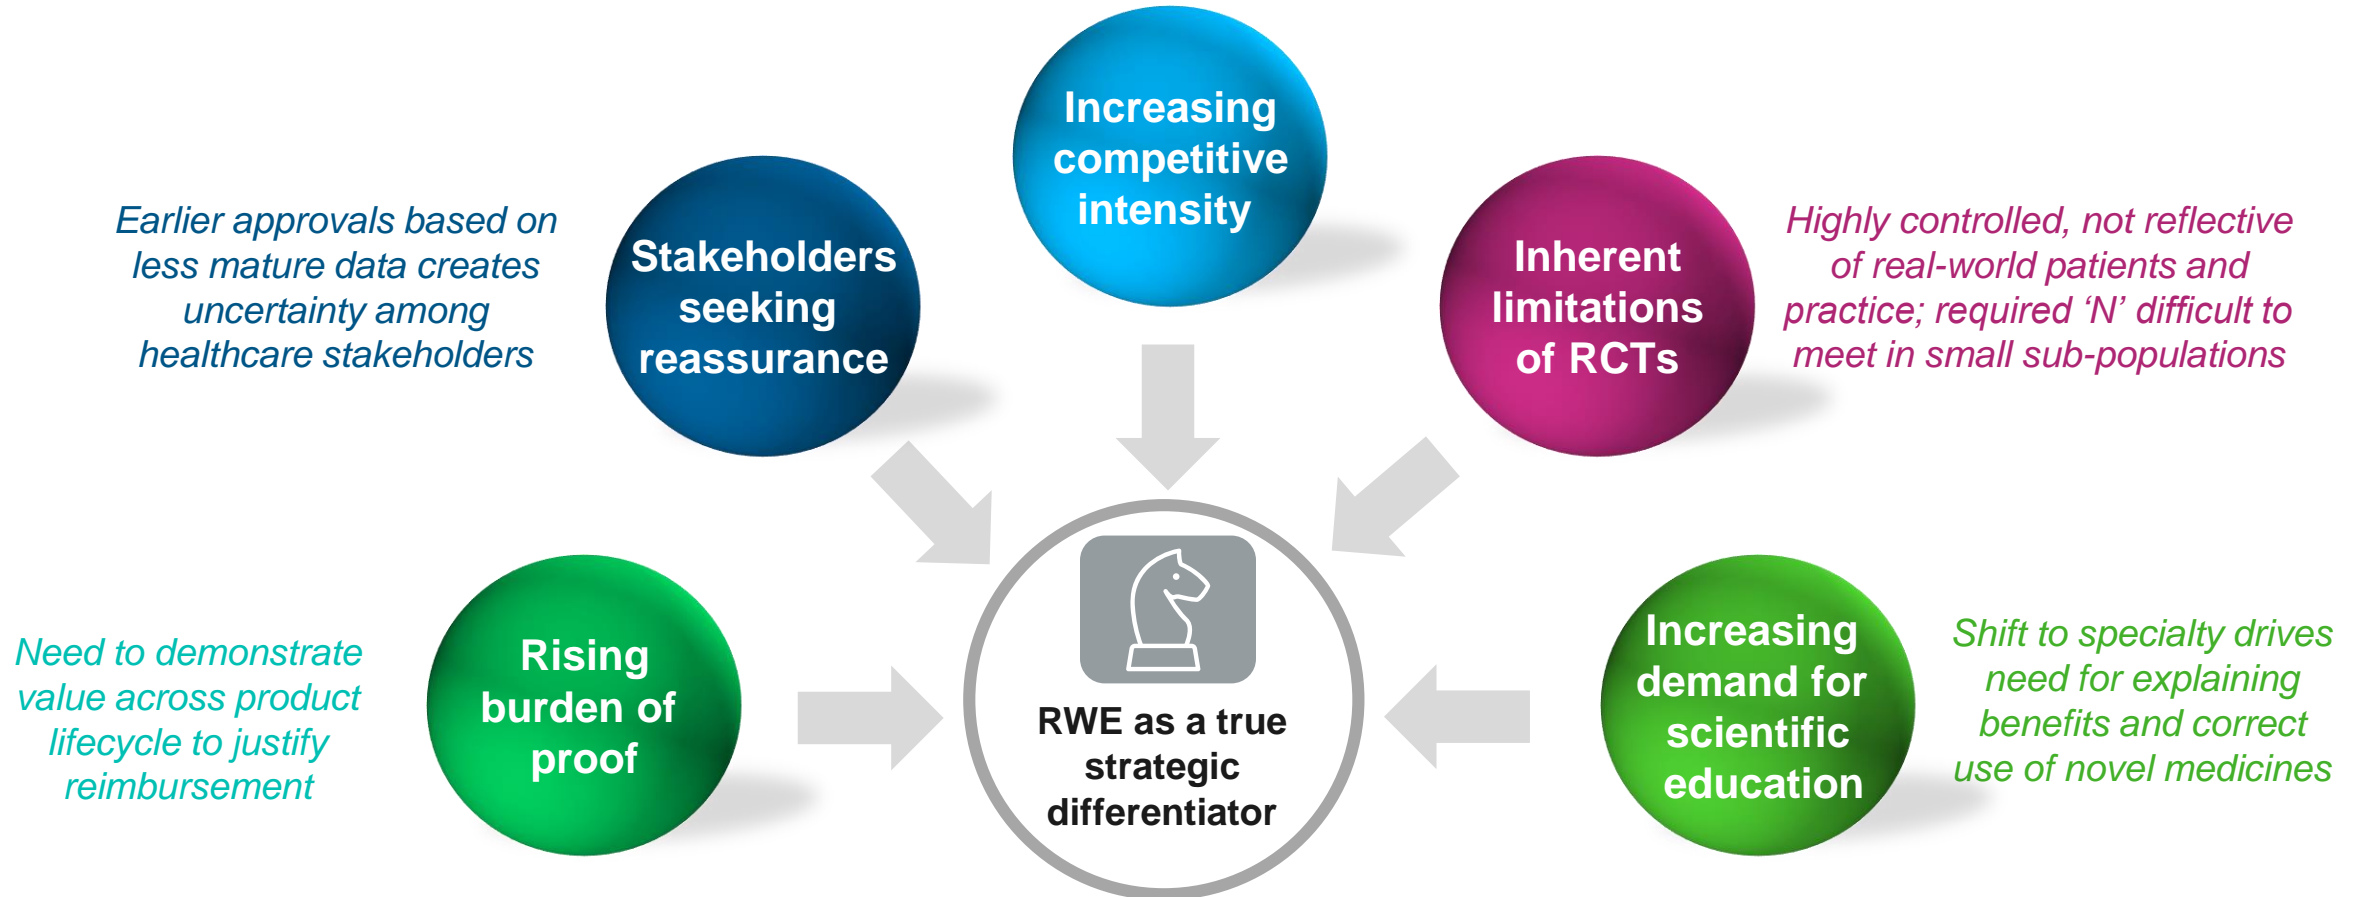 Increasing
competitive
intensity
Earlier approvals based on
less mature data creates
uncertainty among
healthcare stakeholders
Stakeholders
seeking
reassurance
Inherent
limitations
of RCTs
Highly controlled, not reflective
of real-world patients and
practice; required ‘N’ difficult to
meet in small sub-populations
Need to demonstrate
value across product
lifecycle to justify
reimbursement
Rising
burden of
proof
RWE as a true
strategic
differentiator
Increasing
demand for
scientific
education
Shift to specialty drives
need for explaining
benefits and correct
use of novel medicines